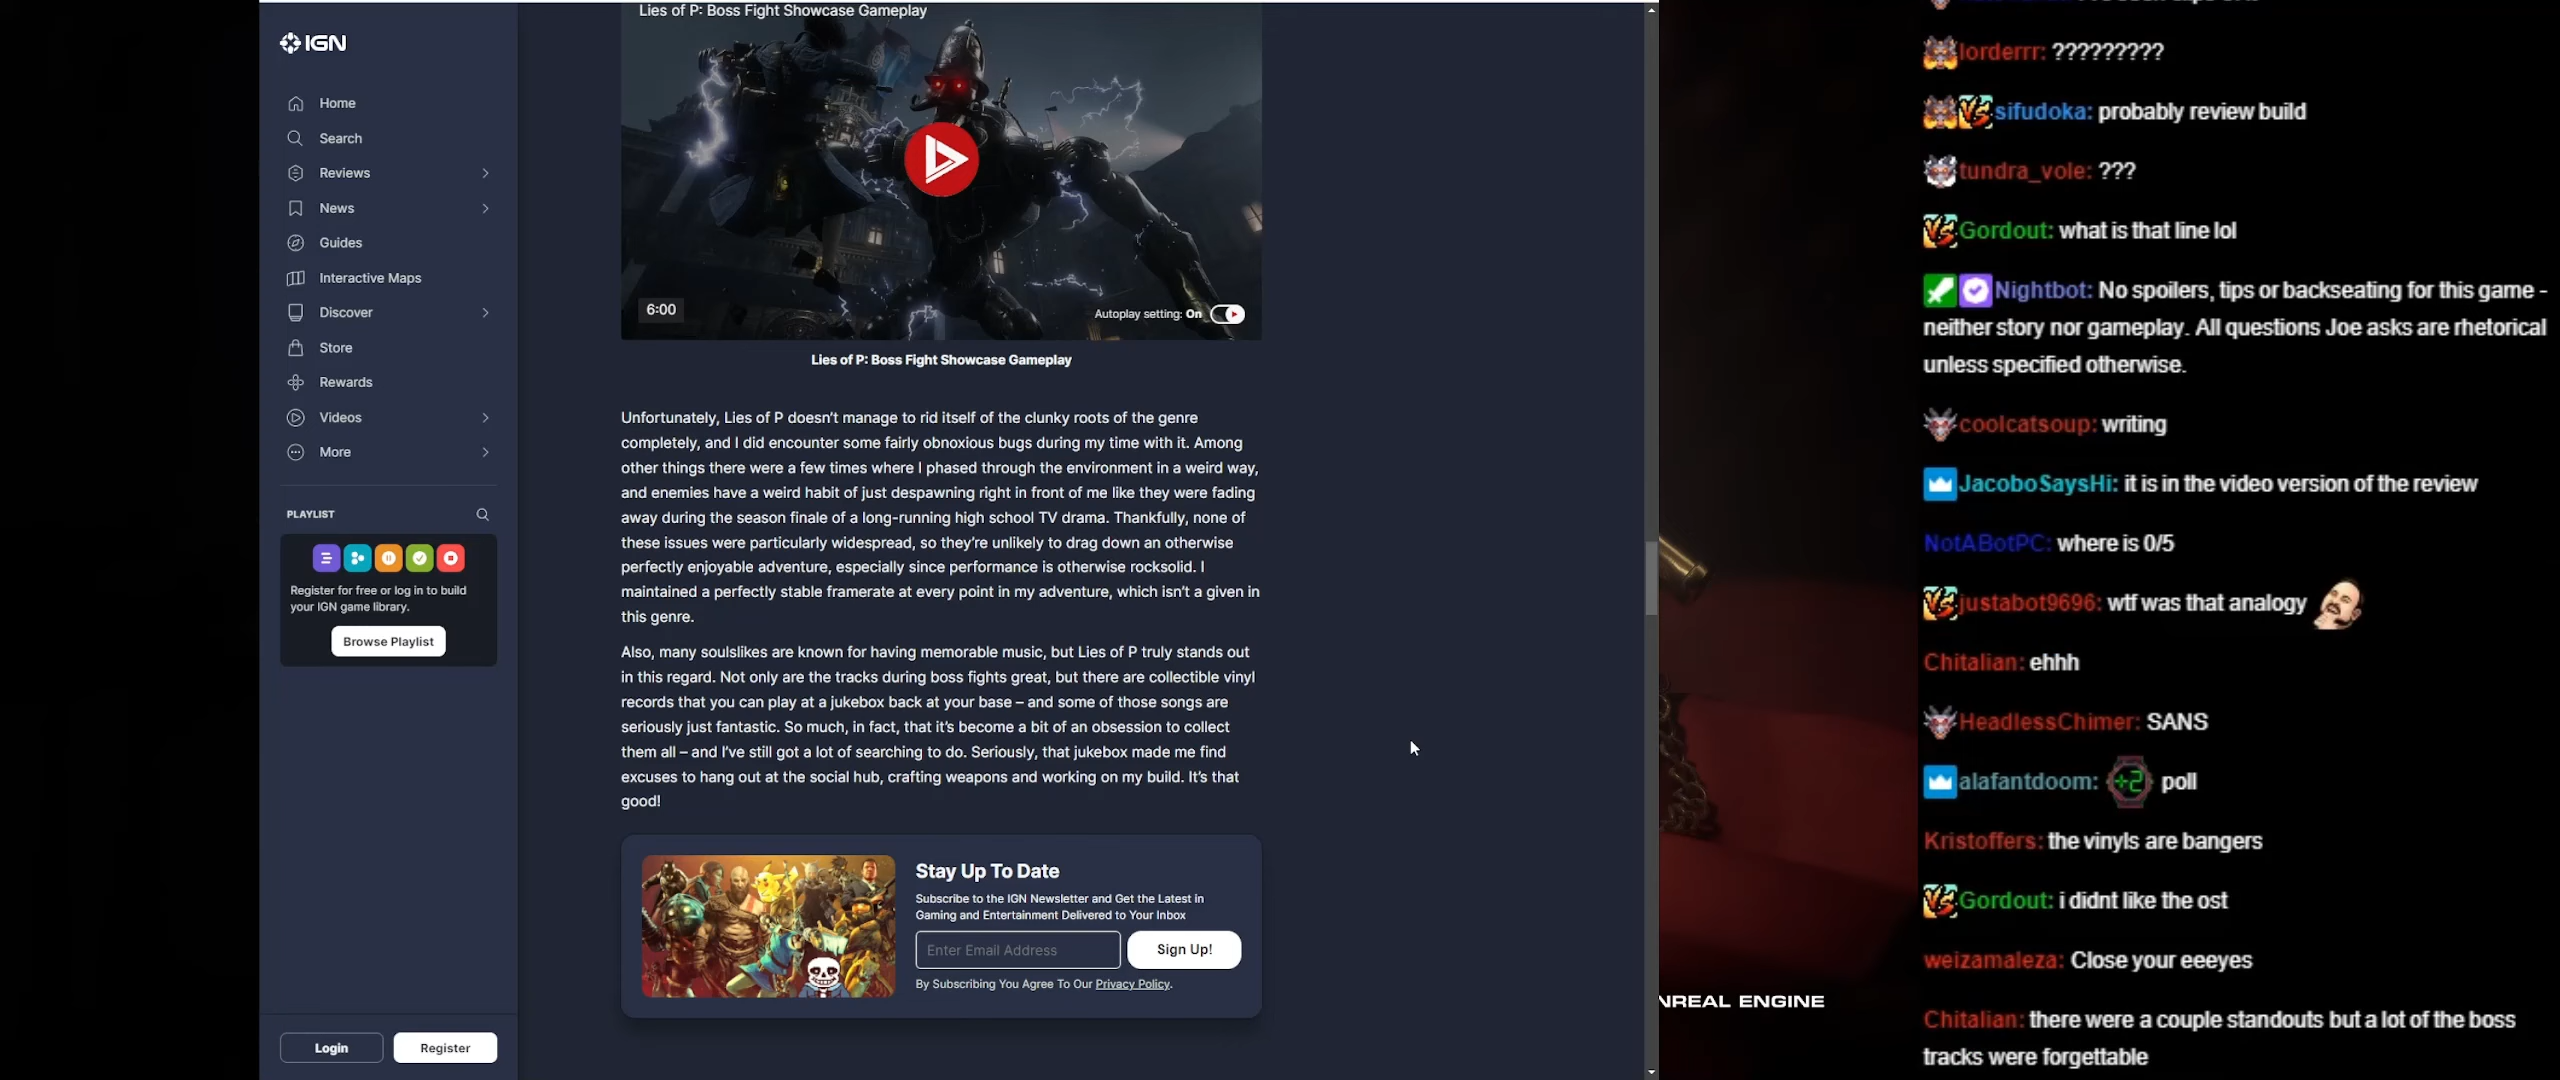 IGN
Home
Search
Reviews
News
Guides
Interactive Maps
Discover
Store
Rewards
Videos
More
PLAYLIST
Register for free or log in to build
your IGN game library.
Browse Playlist
Login
Register
Lies of P: Boss Fight Showcase Gameplay
6:00
Autoplay setting: On
Lies of P: Boss Fight Showcase Gameplay
Unfortunately, Lies of P doesn’t manage to rid itself of the clunky roots of the genre
completely, and I did encounter some fairly obnoxious bugs during my time with it. Among
other things there were a few times where I phased through the environment in a weird way,
and enemies have a weird habit of just despawning right in front of me like they were fading
away during the season finale of a long-running high school TV drama. Thankfully, none of
these issues were particularly widespread, so they’re unlikely to drag down an otherwise
perfectly enjoyable adventure, especially since performance is otherwise rocksolid. I
maintained a perfectly stable framerate at every point in my adventure, which isn’t a given in
this genre.
Also, many soulslikes are known for having memorable music, but Lies of P truly stands out
in this regard. Not only are the tracks during boss fights great, but there are collectible vinyl
records that you can play at a jukebox back at your base – and some of those songs are
seriously just fantastic. So much, in fact, that it’s become a bit of an obsession to collect
them all – and I’ve still got a lot of searching to do. Seriously, that jukebox made me find
excuses to hang out at the social hub, crafting weapons and working on my build. It’s that
good!
Stay Up To Date
Subscribe to the IGN Newsletter and Get the Latest In
Gaming and Entertainment Delivered to Your Inbox
Enter Email Address
Sign Up!
By Subscribing You Agree To Our Privacy Policy.
NREAL ENGINE
lorderrr: ?????????
sifudoka: probably review build
tundra_vole: ???
Gordout: what is that line lol
Nightbot: No spoilers, tips or backseating for this game -
neither story nor gameplay. All questions Joe asks are rhetorical
unless specified otherwise.
coolcatsoup: writing
JacoboSaysHi: it is in the video version of the review
NotABotPC: where is 0/5
justabot9696: wtf was that analogy
Chitalian: ehhh
HeadlessChimer: SANS
alafantdoom: +2 poll
Kristoffers: the vinyls are bangers
Gordout: i didnt like the ost
weizamaleza: Close your eeeyes
Chitalian: there were a couple standouts but a lot of the boss
tracks were forgettable